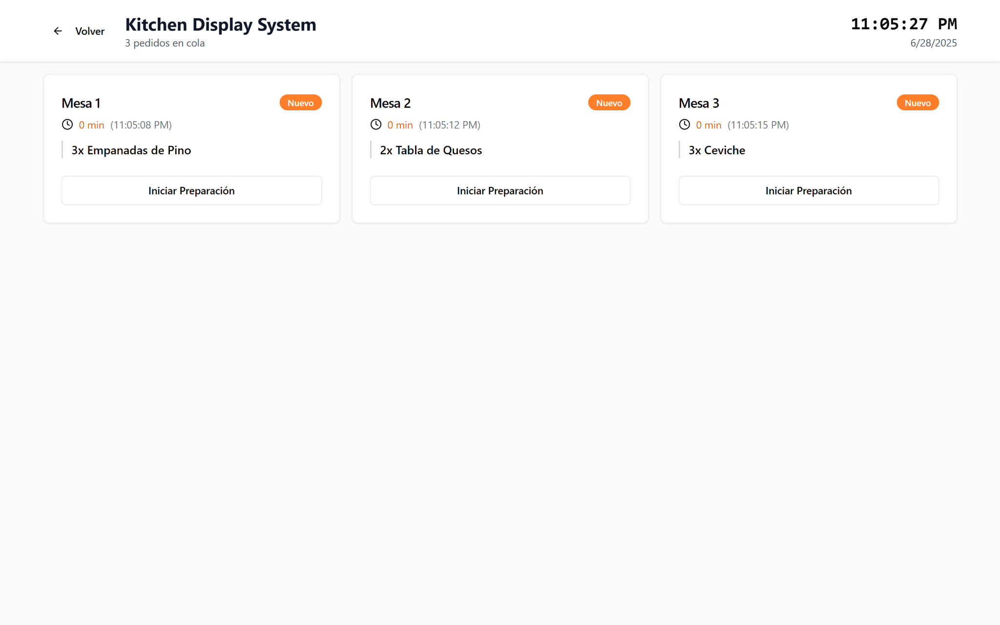 Volver
Kitchen Display System
3 pedidos en cola
11:05:27 PM
6/28/2025
Mesa 1
Nuevo
0 min (11:05:08 PM)
3x Empanadas de Pino
Iniciar Preparación
Mesa 2
Nuevo
0 min (11:05:12 PM)
2x Tabla de Quesos
Iniciar Preparación
Mesa 3
Nuevo
0 min (11:05:15 PM)
3x Ceviche
Iniciar Preparación